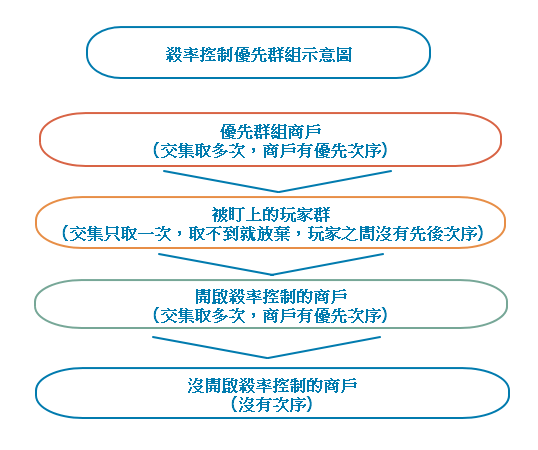 殺率控制優先群組示意圖
優先群組商戶
（交集取多次，商戶有優先次序）
被盯上的玩家群
（交集只取一次，取不到就放棄，玩家之間沒有先後次序）
開啟殺率控制的商戶
（交集取多次，商戶有優先次序）
沒開啟殺率控制的商戶
（沒有次序）